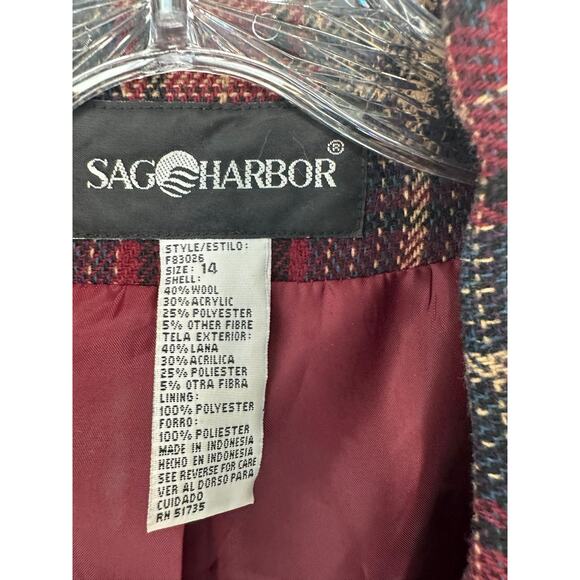 SAG HARBOR®
STYLE/ESTILO:
F83026
SIZE: 14
SHELL:
40% WOOL
30% ACRYLIC
25% POLYESTER
5% OTHER FIBRE
TELA EXTERIOR:
40% LANA
30% ACRILICA
25% POLIESTER
5% OTRA FIBRA
LINING:
100% POLYESTER
FORRO:
100% POLIESTER
MADE IN INDONESIA
HECHO EN INDONESIA
SEE REVERSE FOR CARE
VER AL DORSO PARA
CUIDADO
RN 51735